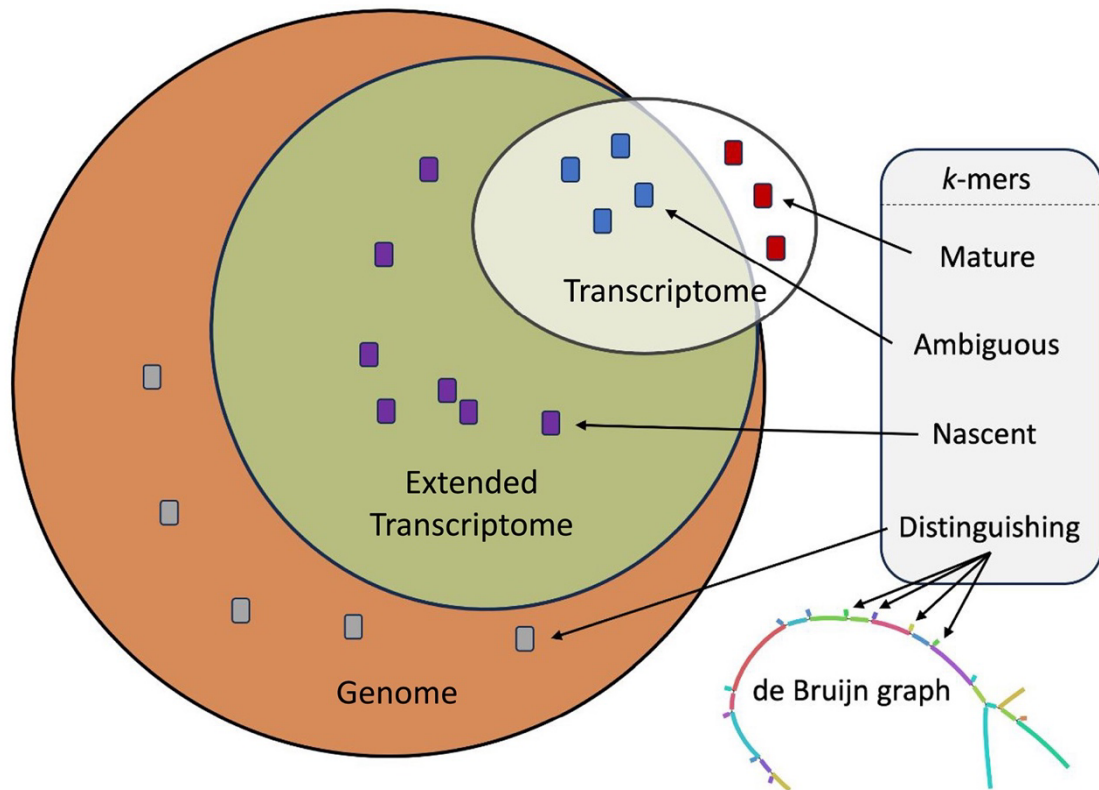 Transcriptome
Extended
Transcriptome
Genome
k-mers
Mature
Ambiguous
Nascent
Distinguishing
de Bruijn graph